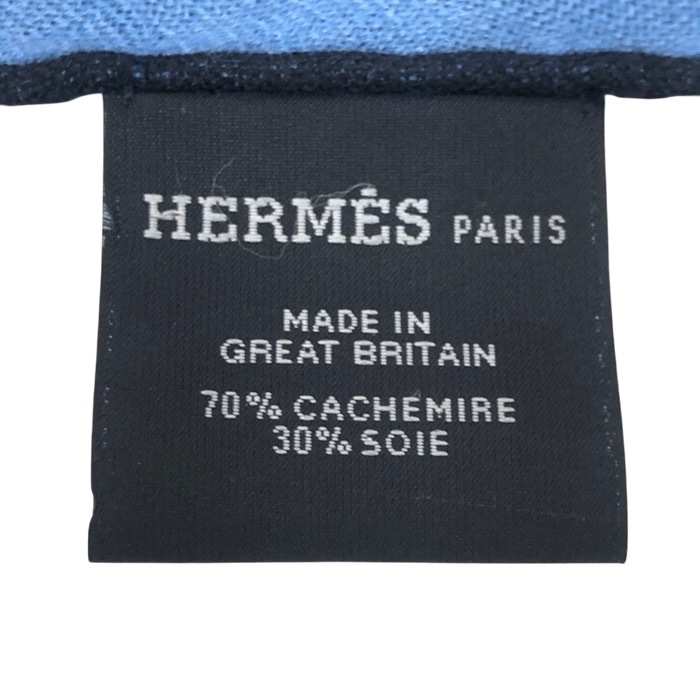 HERMÈS PARIS
MADE IN
GREAT BRITAIN
70% CACHEMIRE
30% SOIE